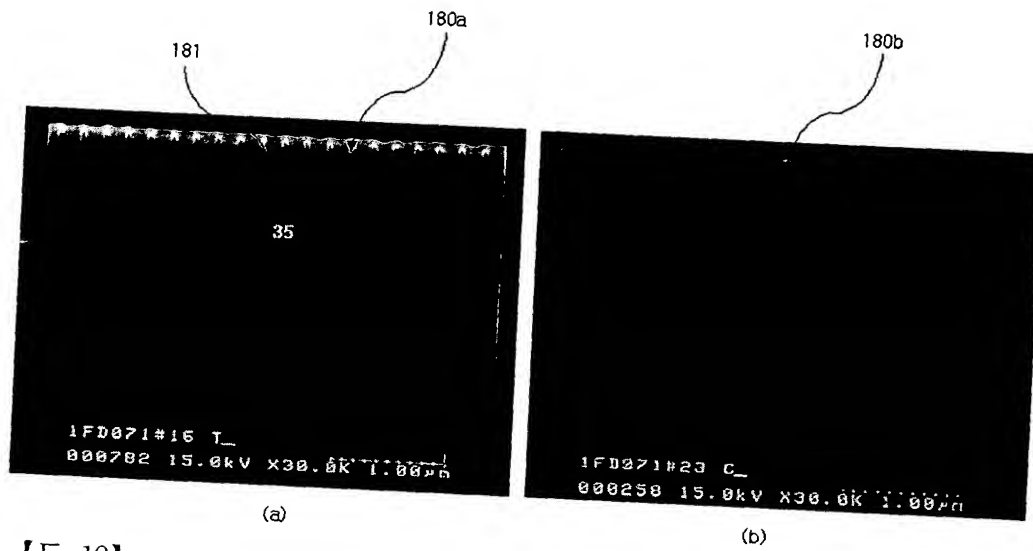 180a
181
180b
35
1FD071#16 T_
000782 15.0kV X30.0K 1.00µm
1FD071#23 C_
000258 15.0kV X30.0K 1.00µm
(a)
(b)